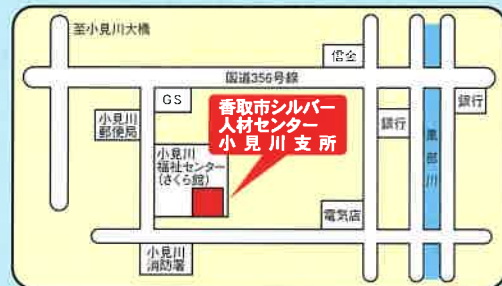 至小見川大橋
信金
国道356号線
GS
銀行
香取市シルバー
人材センター
小見川支所
小見川
郵便局
銀行
黒部川
小見川
福祉センター
(さくら館)
電気店
小見川
消防署